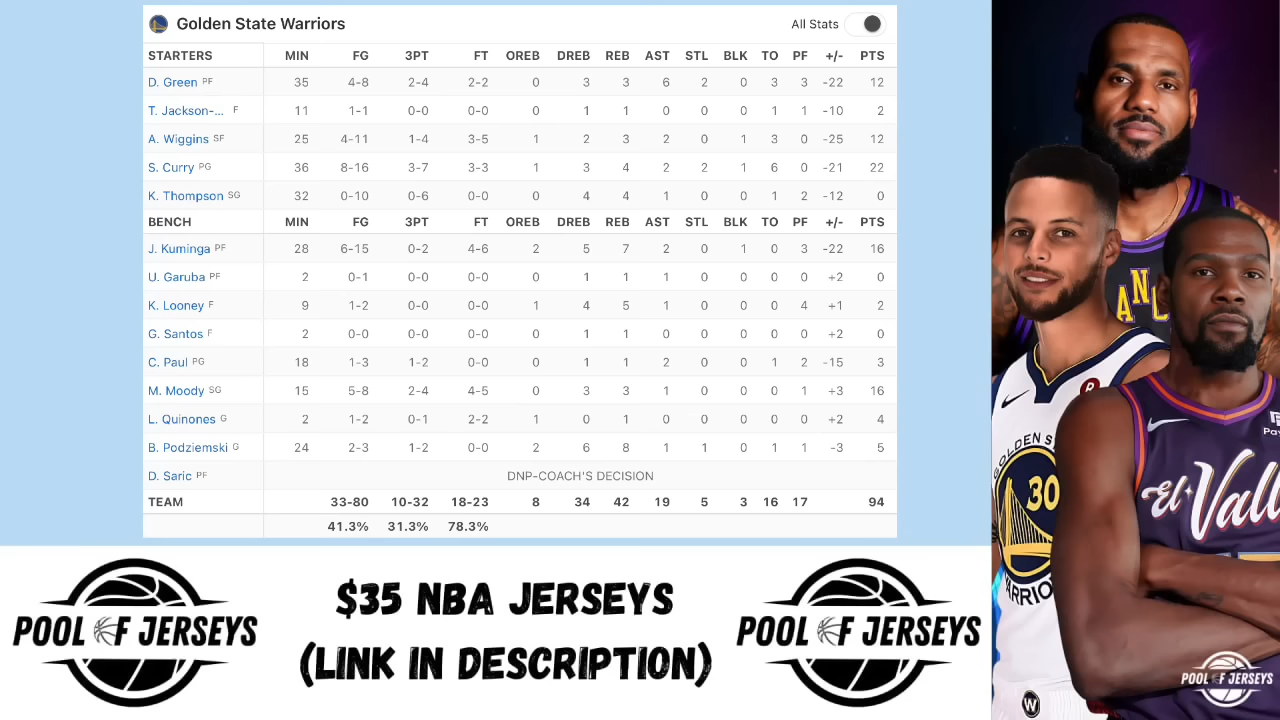 Golden State Warriors All Stats
STARTERS MIN FG 3PT FT OREB DREB REB AST STL BLK TO PF +/- PTS
D. Green PF 35 4-8 2-4 2-2 0 3 3 6 2 0 3 3 -22 12
T. Jackson-... F 11 1-1 0-0 0-0 0 1 1 0 0 0 1 1 -10 2
A. Wiggins SF 25 4-11 1-4 3-5 1 2 3 2 0 1 3 0 -25 12
S. Curry PG 36 8-16 3-7 3-3 1 3 4 2 2 1 6 0 -21 22
K. Thompson SG 32 0-10 0-6 0-0 0 4 4 1 0 0 1 2 -12 0
BENCH MIN FG 3PT FT OREB DREB REB AST STL BLK TO PF +/- PTS
J. Kuminga PF 28 6-15 0-2 4-6 2 5 7 2 0 1 0 3 -22 16
U. Garuba PF 2 0-1 0-0 0-0 0 1 1 1 0 0 0 0 +2 0
K. Looney F 9 1-2 0-0 0-0 1 4 5 1 0 0 0 4 +1 2
G. Santos F 2 0-0 0-0 0-0 0 1 1 0 0 0 0 0 +2 0
C. Paul PG 18 1-3 1-2 0-0 0 1 1 2 0 0 1 2 -15 3
M. Moody SG 15 5-8 2-4 4-5 0 3 3 1 0 0 0 1 +3 16
L. Quinones G 2 1-2 0-1 2-2 1 0 1 0 0 0 0 0 +2 4
B. Podziemski G 24 2-3 1-2 0-0 2 6 8 1 1 0 1 1 -3 5
D. Saric PF DNP-COACH'S DECISION
TEAM 33-80 10-32 18-23 8 34 42 19 5 3 16 17 94
41.3% 31.3% 78.3%
POOL OF JERSEYS
$35 NBA JERSEYS
(LINK IN DESCRIPTION)
POOL OF JERSEYS
ANG
GOLDEN S
30
ARRIO
W
R
Pay
El Vall
POOL OF JERSEYS